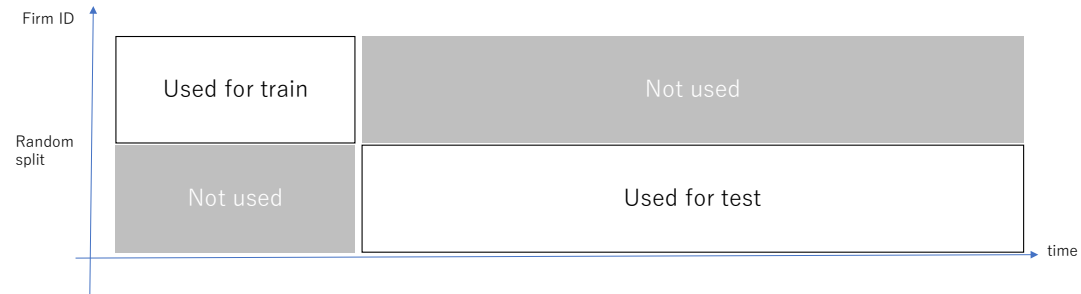 Firm ID
Used for train
Not used
Random
split
Not used
Used for test
time